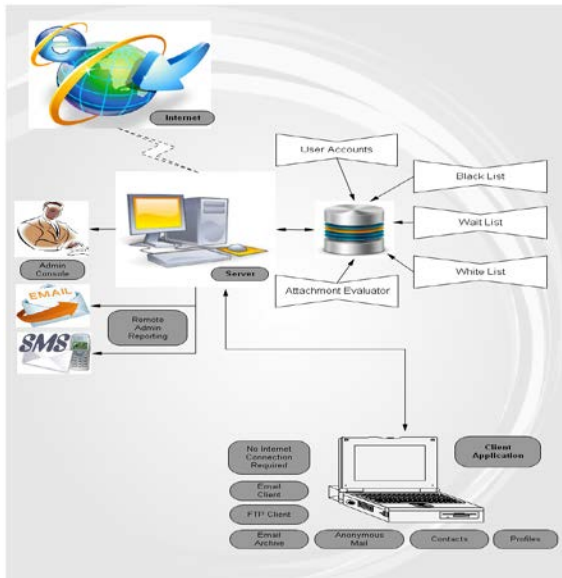 Internet
User Accounts
Black List
Wait List
White List
Attachment Evaluator
Server
Admin
Console
EMAIL
Remote
Admin
Reporting
SMS
No Internet
Connection
Required
Client
Application
Email
Client
FTP Client
Email
Archive
Anonymous
Mail
Contacts
Profiles